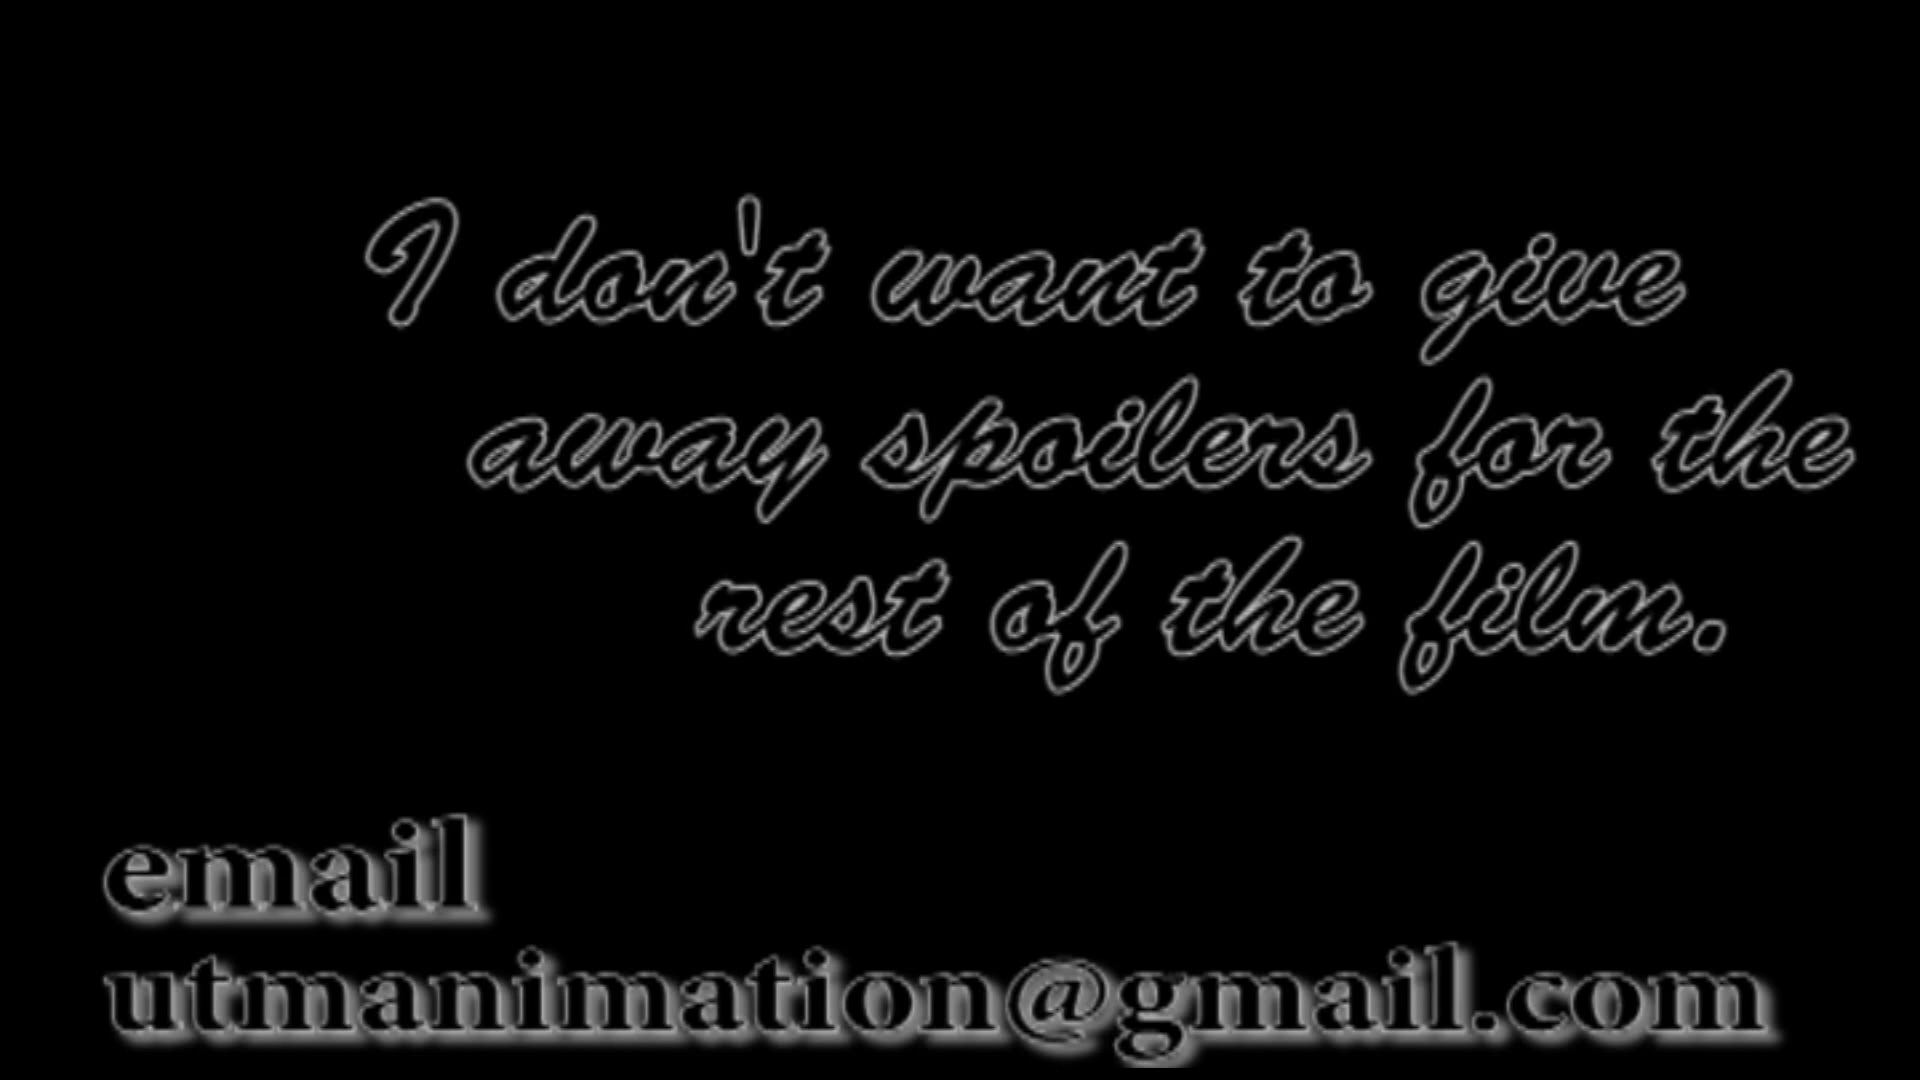 I don't want to give
away spoilers for the
rest of the film.
email
utmanimation@gmail.com